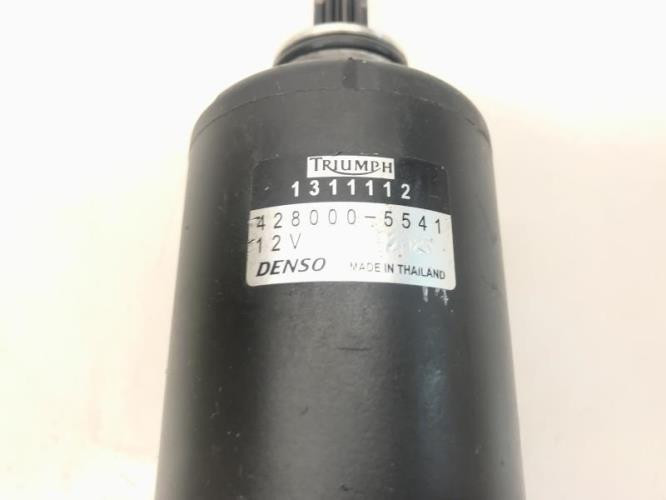 TRIUMPH
1311112
428000-5541
12V
DENSO MADE IN THAILAND